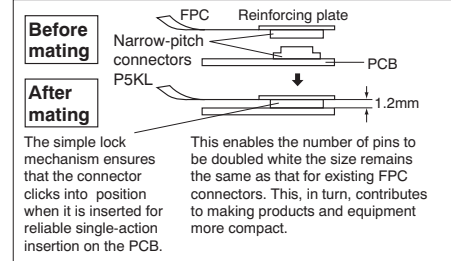 FPC
Reinforcing plate
Before
mating
Narrow-pitch
connectors
PCB
P5KL
After
mating
1.2mm
The simple lock
mechanism ensures
that the connector
clicks into position
when it is inserted for
reliable single-action
insertion on the PCB.
This enables the number of pins to
be doubled white the size remains
the same as that for existing FPC
connectors. This, in turn, contributes
to making products and equipment
more compact.